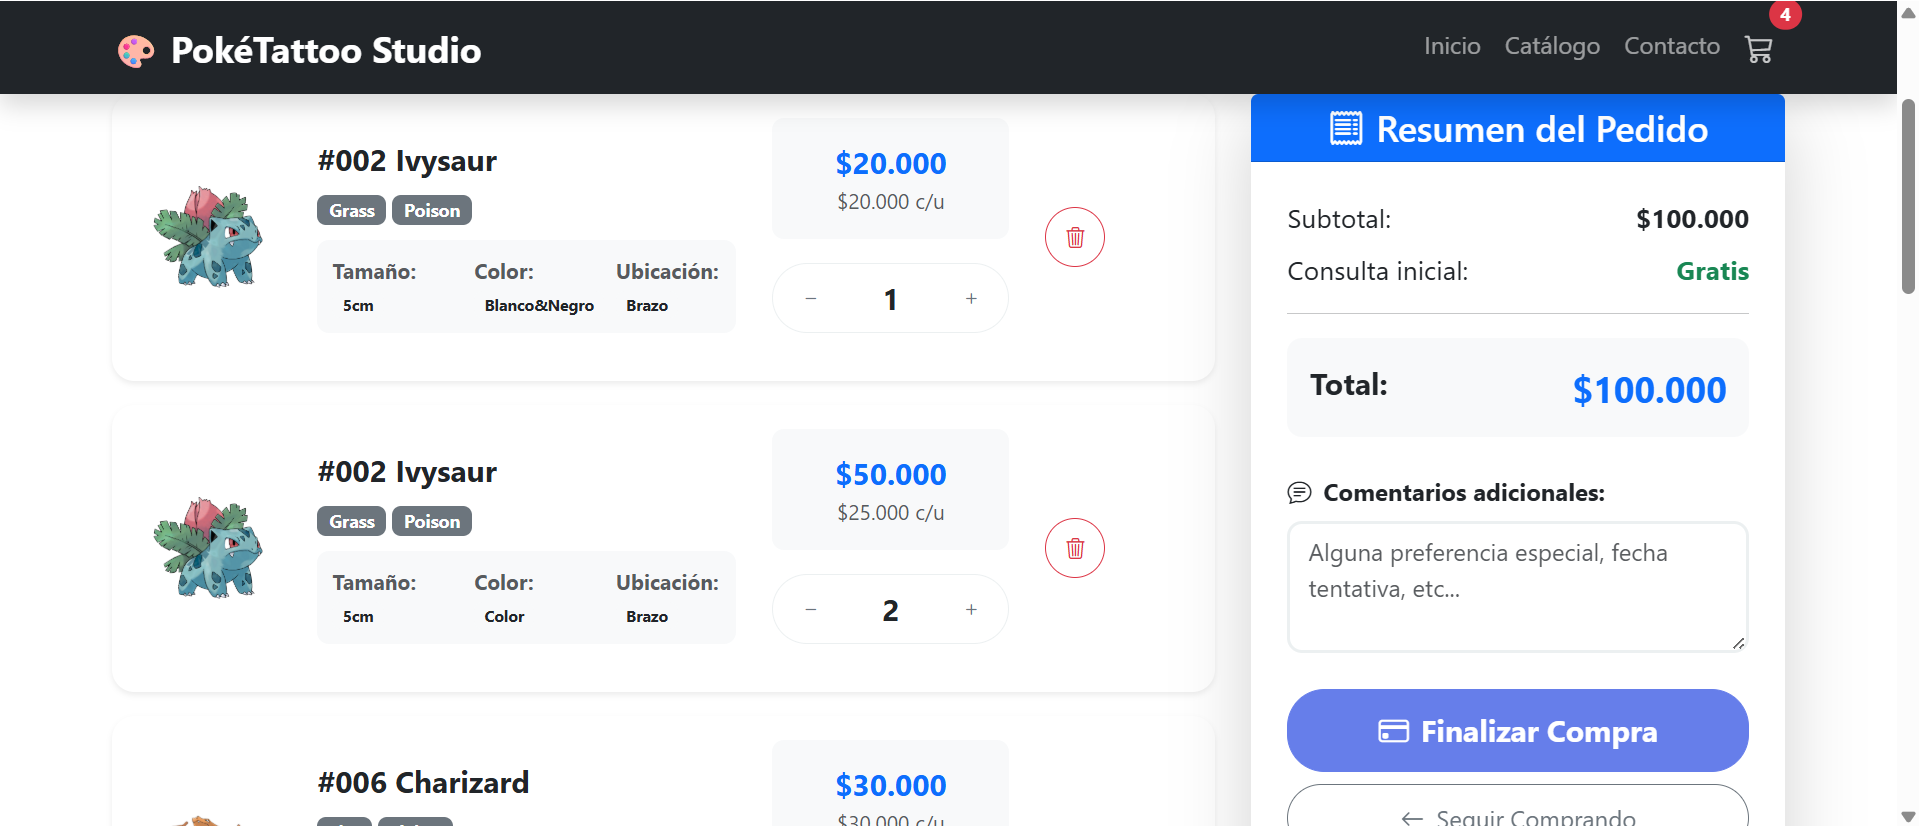 PokéTattoo Studio
Inicio Catálogo Contacto
4
#002 Ivysaur
Grass Poison
Tamaño: Color: Ubicación:
5cm Blanco&Negro Brazo
$20.000
$20.000 c/u
− 1 +
#002 Ivysaur
Grass Poison
Tamaño: Color: Ubicación:
5cm Color Brazo
$50.000
$25.000 c/u
− 2 +
#006 Charizard
$30.000
$30.000 c/u
Resumen del Pedido
Subtotal: $100.000
Consulta inicial: Gratis
Total: $100.000
Comentarios adicionales:
Alguna preferencia especial, fecha
tentativa, etc...
Finalizar Compra
Seguir Comprando